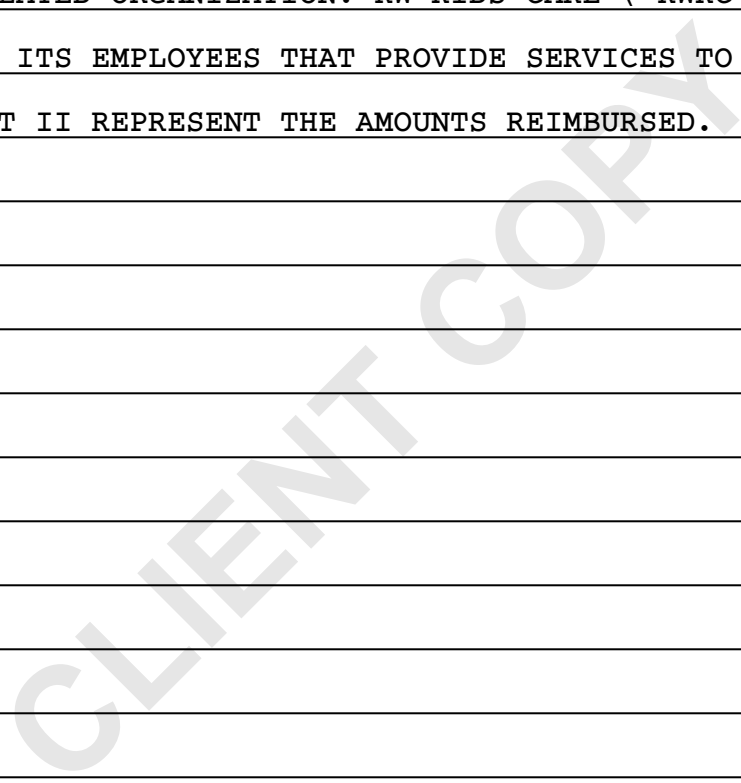 ITS EMPLOYEES THAT PROVIDE SERVICES TO
T II REPRESENT THE AMOUNTS REIMBURSED.
CLIENT COPY